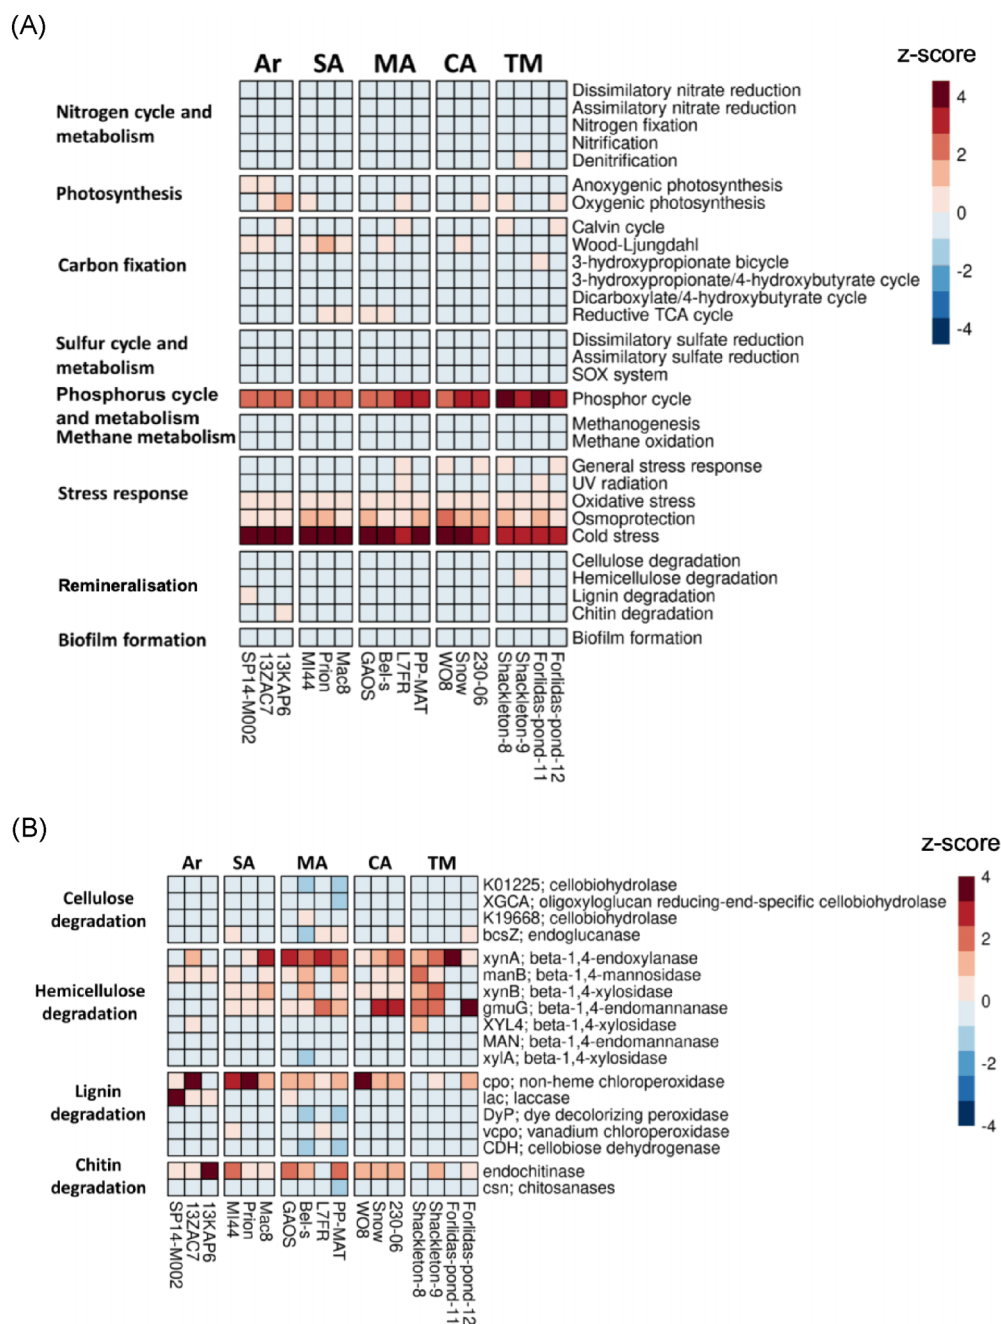 (A)
z-score
Ar SA MA CA TM
4
2
0
-2
-4
Nitrogen cycle and
metabolism
Dissimilatory nitrate reduction
Assimilatory nitrate reduction
Nitrogen fixation
Nitrification
Denitrification
Photosynthesis
Anoxygenic photosynthesis
Oxygenic photosynthesis
Carbon fixation
Calvin cycle
Wood-Ljungdahl
3-hydroxypropionate bicycle
3-hydroxypropionate/4-hydroxybutyrate cycle
Dicarboxylate/4-hydroxybutyrate cycle
Reductive TCA cycle
Sulfur cycle and
metabolism
Dissimilatory sulfate reduction
Assimilatory sulfate reduction
SOX system
Phosphorus cycle
and metabolism
Phosphor cycle
Methane metabolism
Methanogenesis
Methane oxidation
Stress response
General stress response
UV radiation
Oxidative stress
Osmoprotection
Cold stress
Remineralisation
Cellulose degradation
Hemicellulose degradation
Lignin degradation
Chitin degradation
Biofilm formation
Biofilm formation
SP14-M002
13ZAC7
13KAP6
MI44
Prion
Mac8
GAOS
Bel-s
L7FR
PP-MAT
WO8
Snow
230-06
Shackleton-8
Shackleton-9
Forlidas-pond-11
Forlidas-pond-12
(B)
z-score
Ar SA MA CA TM
4
2
0
-2
-4
Cellulose
degradation
K01225; cellobiohydrolase
XGCA; oligoxyloglucan reducing-end-specific cellobiohydrolase
K19668; cellobiohydrolase
bcsZ; endoglucanase
Hemicellulose
degradation
xynA; beta-1,4-endoxylanase
manB; beta-1,4-mannosidase
xynB; beta-1,4-xylosidase
gmuG; beta-1,4-endomannanase
XYL4; beta-1,4-xylosidase
MAN; beta-1,4-endomannanase
xylA; beta-1,4-xylosidase
Lignin
degradation
cpo; non-heme chloroperoxidase
lac; laccase
DyP; dye decolorizing peroxidase
vcpo; vanadium chloroperoxidase
CDH; cellobiose dehydrogenase
Chitin
degradation
endochitinase
csn; chitosanases
SP14-M002
13ZAC7
13KAP6
MI44
Prion
Mac8
GAOS
Bel-s
L7FR
PP-MAT
WO8
Snow
230-06
Shackleton-8
Shackleton-9
Forlidas-pond-11
Forlidas-pond-12